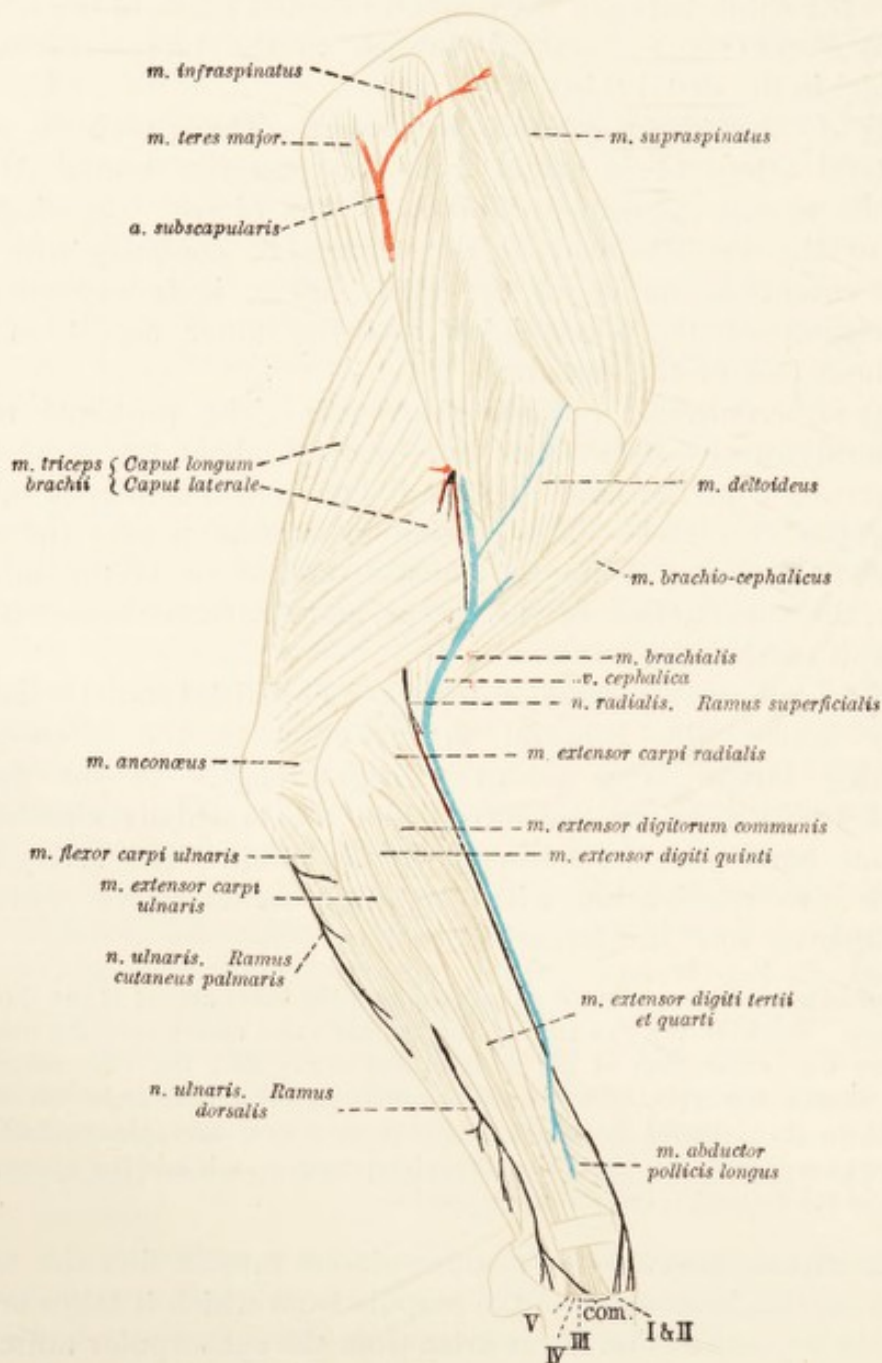 m. infraspinatus
m. teres major.
m. supraspinatus
a. subscapularis
m. triceps { Caput longum
brachii { Caput laterale
m. deltoideus
m. brachio-cephalicus
m. brachialis
v. cephalica
n. radialis. Ramus superficialis
m. extensor carpi radialis
m. anconæus
m. extensor digitorum communis
m. flexor carpi ulnaris
m. extensor digiti quinti
m. extensor carpi
ulnaris
n. ulnaris. Ramus
cutaneus palmaris
m. extensor digiti tertii
et quarti
n. ulnaris. Ramus
dorsalis
m. abductor
pollicis longus
V
IV
III
com.
I & II